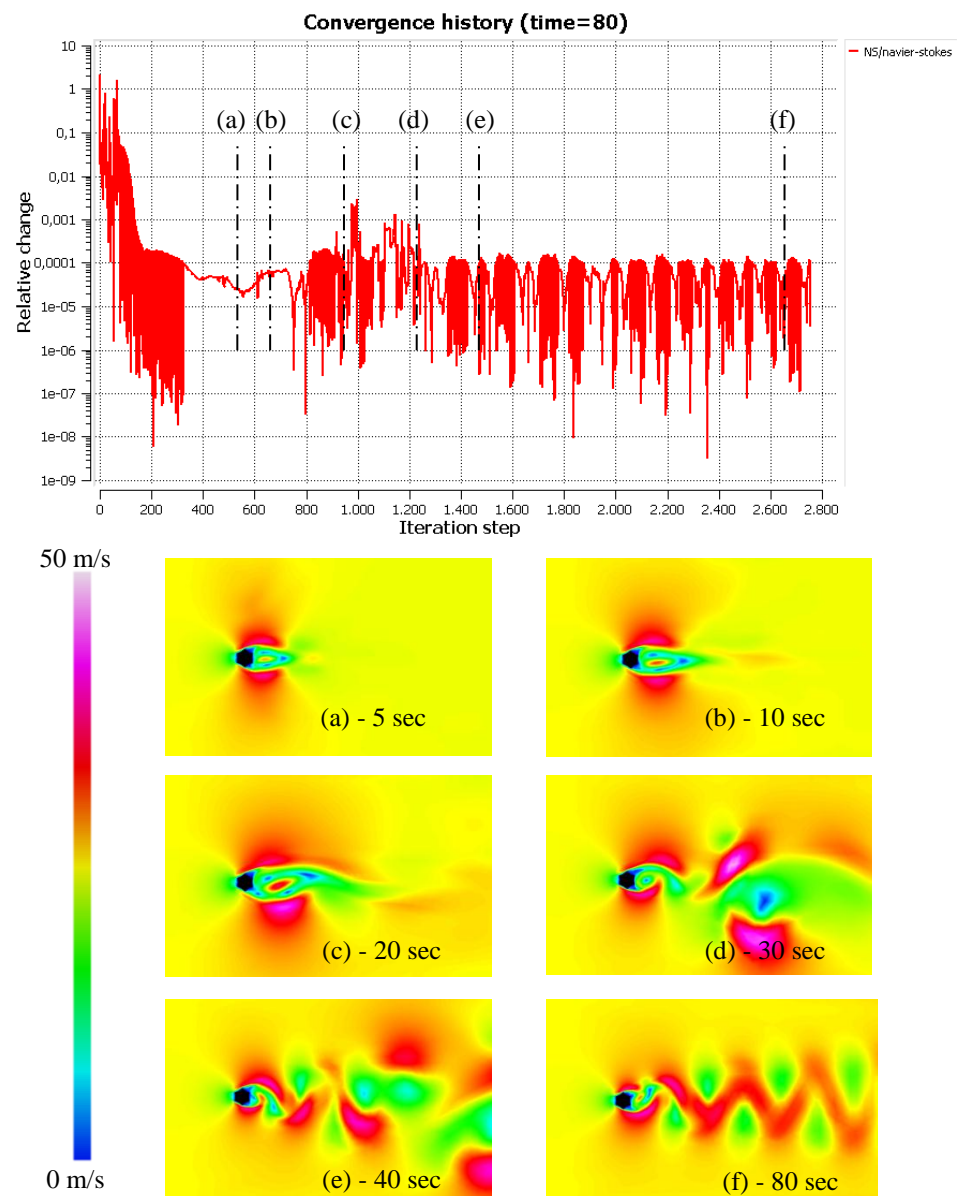 Convergence history (time=80)
NS/navier-stokes
10
1
0,1
0,01
0,001
0,0001
1e-05
1e-06
1e-07
1e-08
1e-09
Relative change
(a) (b) (c) (d) (e) (f)
0 200 400 600 800 1.000 1.200 1.400 1.600 1.800 2.000 2.200 2.400 2.600 2.800
Iteration step
50 m/s
0 m/s
(a) - 5 sec
(b) - 10 sec
(c) - 20 sec
(d) - 30 sec
(e) - 40 sec
(f) - 80 sec